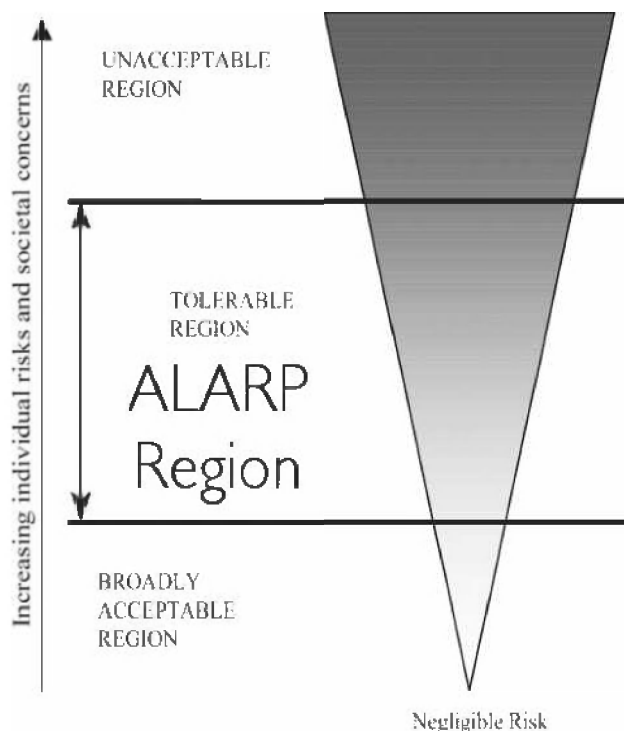 Increasing individual risks and societal concerns
UNACCEPTABLE
REGION
TOLERABLE
REGION
ALARP
Region
BROADLY
ACCEPTABLE
REGION
Negligible Risk